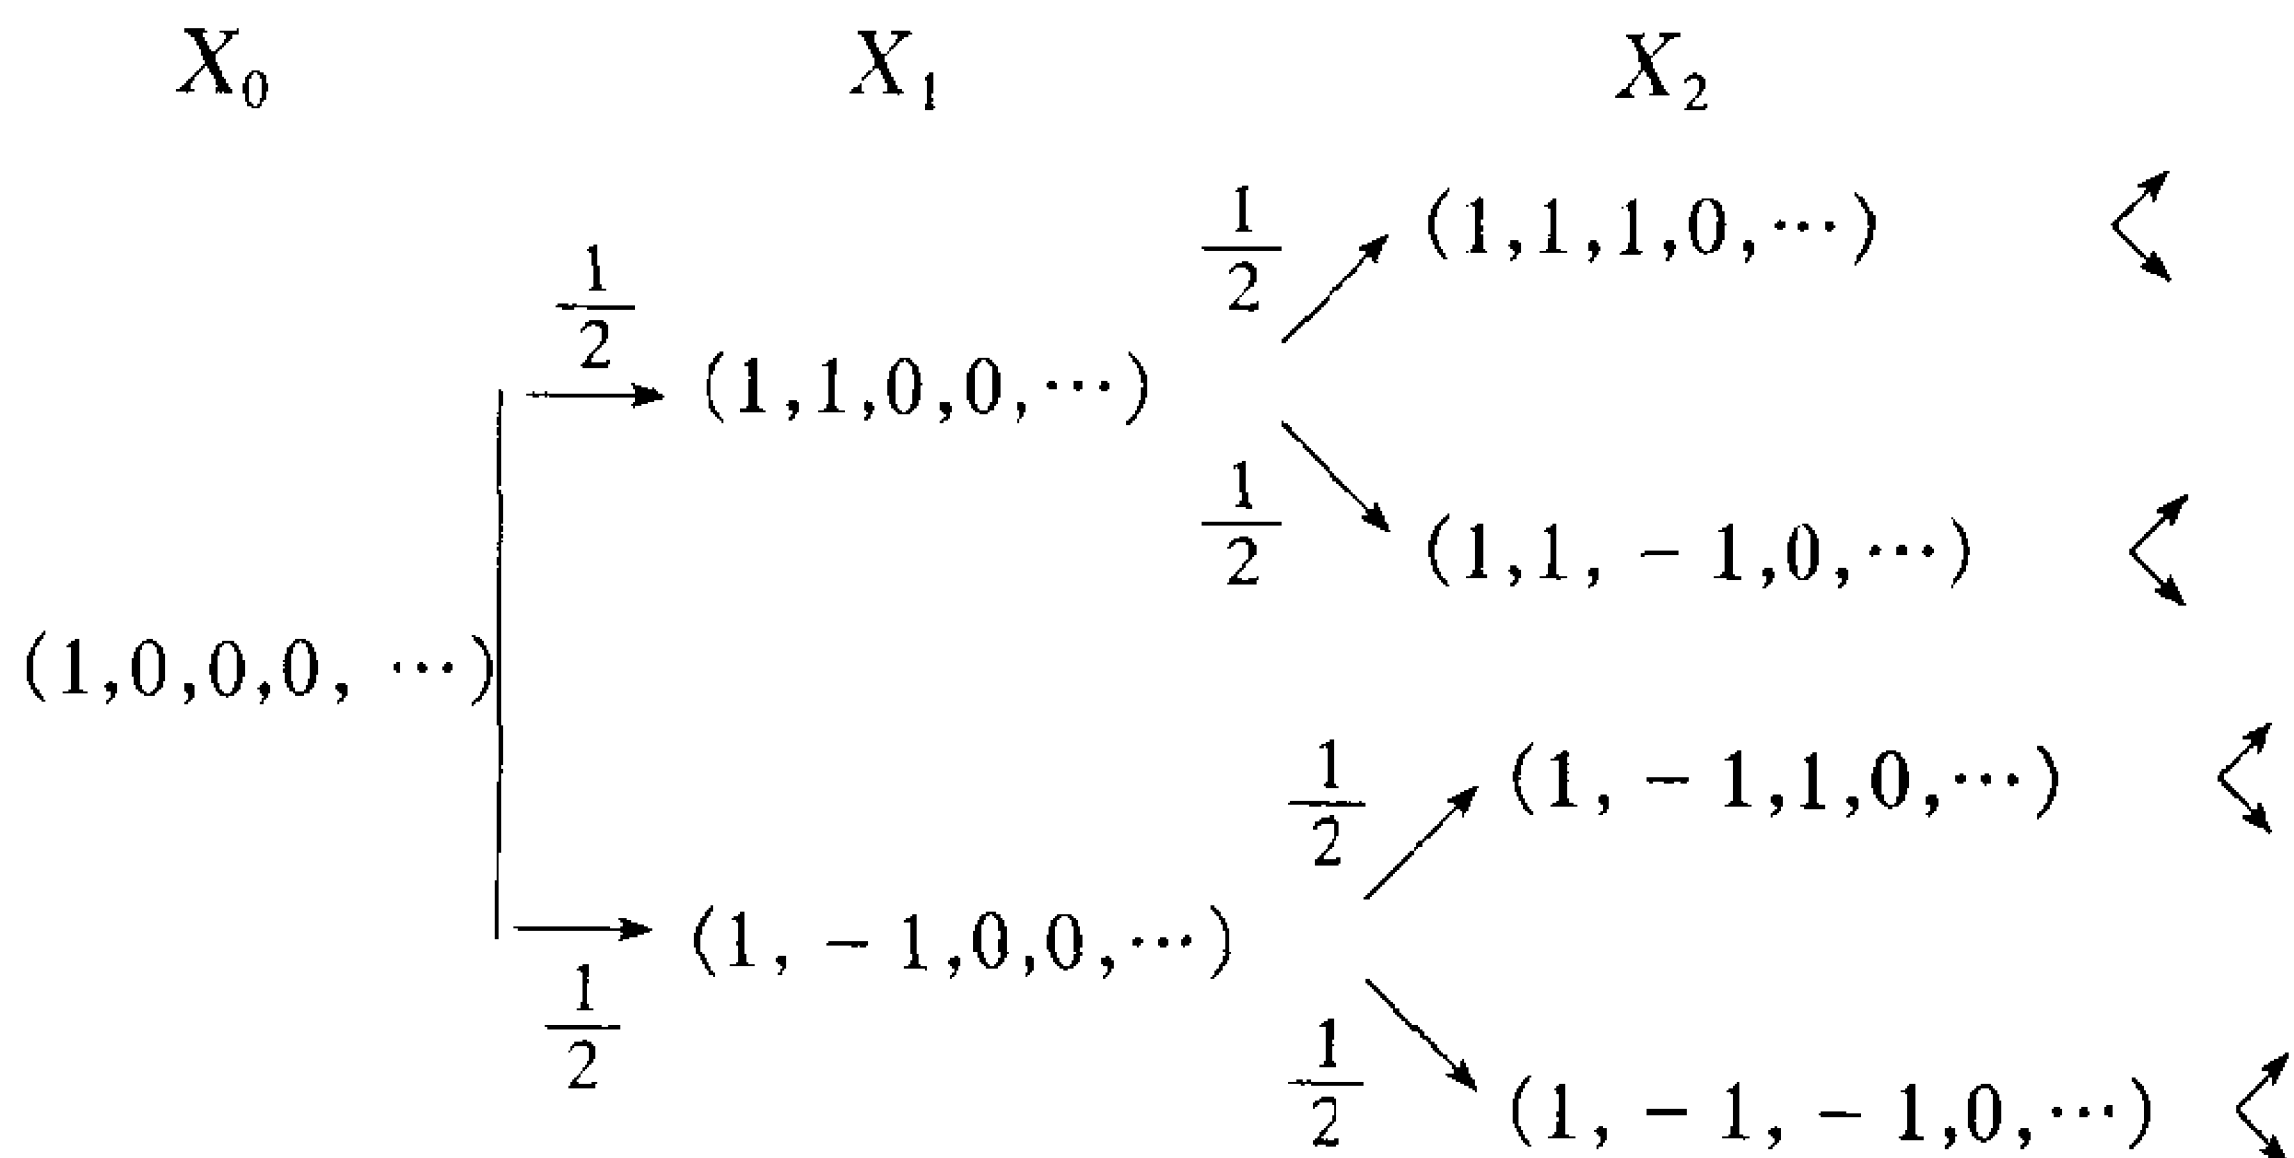 X₀ X₁ X₂
1/2 (1,1,1,0,⋯)
1/2 (1,1,0,0,⋯)
1/2 (1,1, − 1,0,⋯)
(1,0,0,0, ⋯)
1/2 (1, − 1,1,0,⋯)
1/2 (1, − 1,0,0,⋯)
1/2 (1, − 1, − 1,0,⋯)